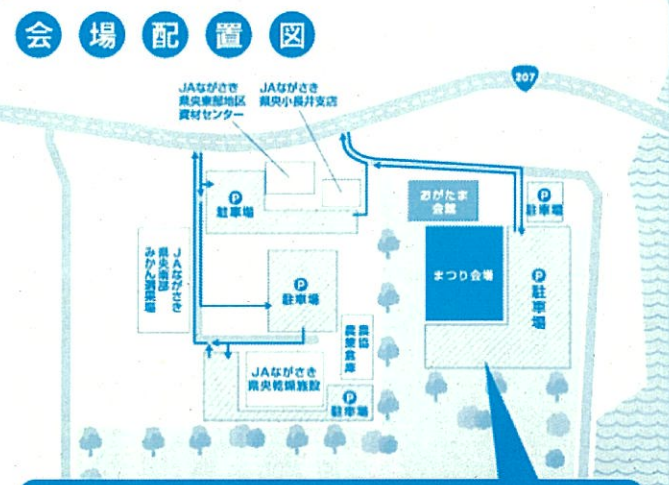 会場配置図
207
JAながさき
県央東部地区
資材センター
JAながさき
県央小長井支店
P
駐車場
おがたま
会館
P
駐車場
JAながさき
県央南部
みかん選果場
まつり会場
P
駐車場
P
駐車場
農協
農業倉庫
JAながさき
県央乾燥施設
P
駐車場